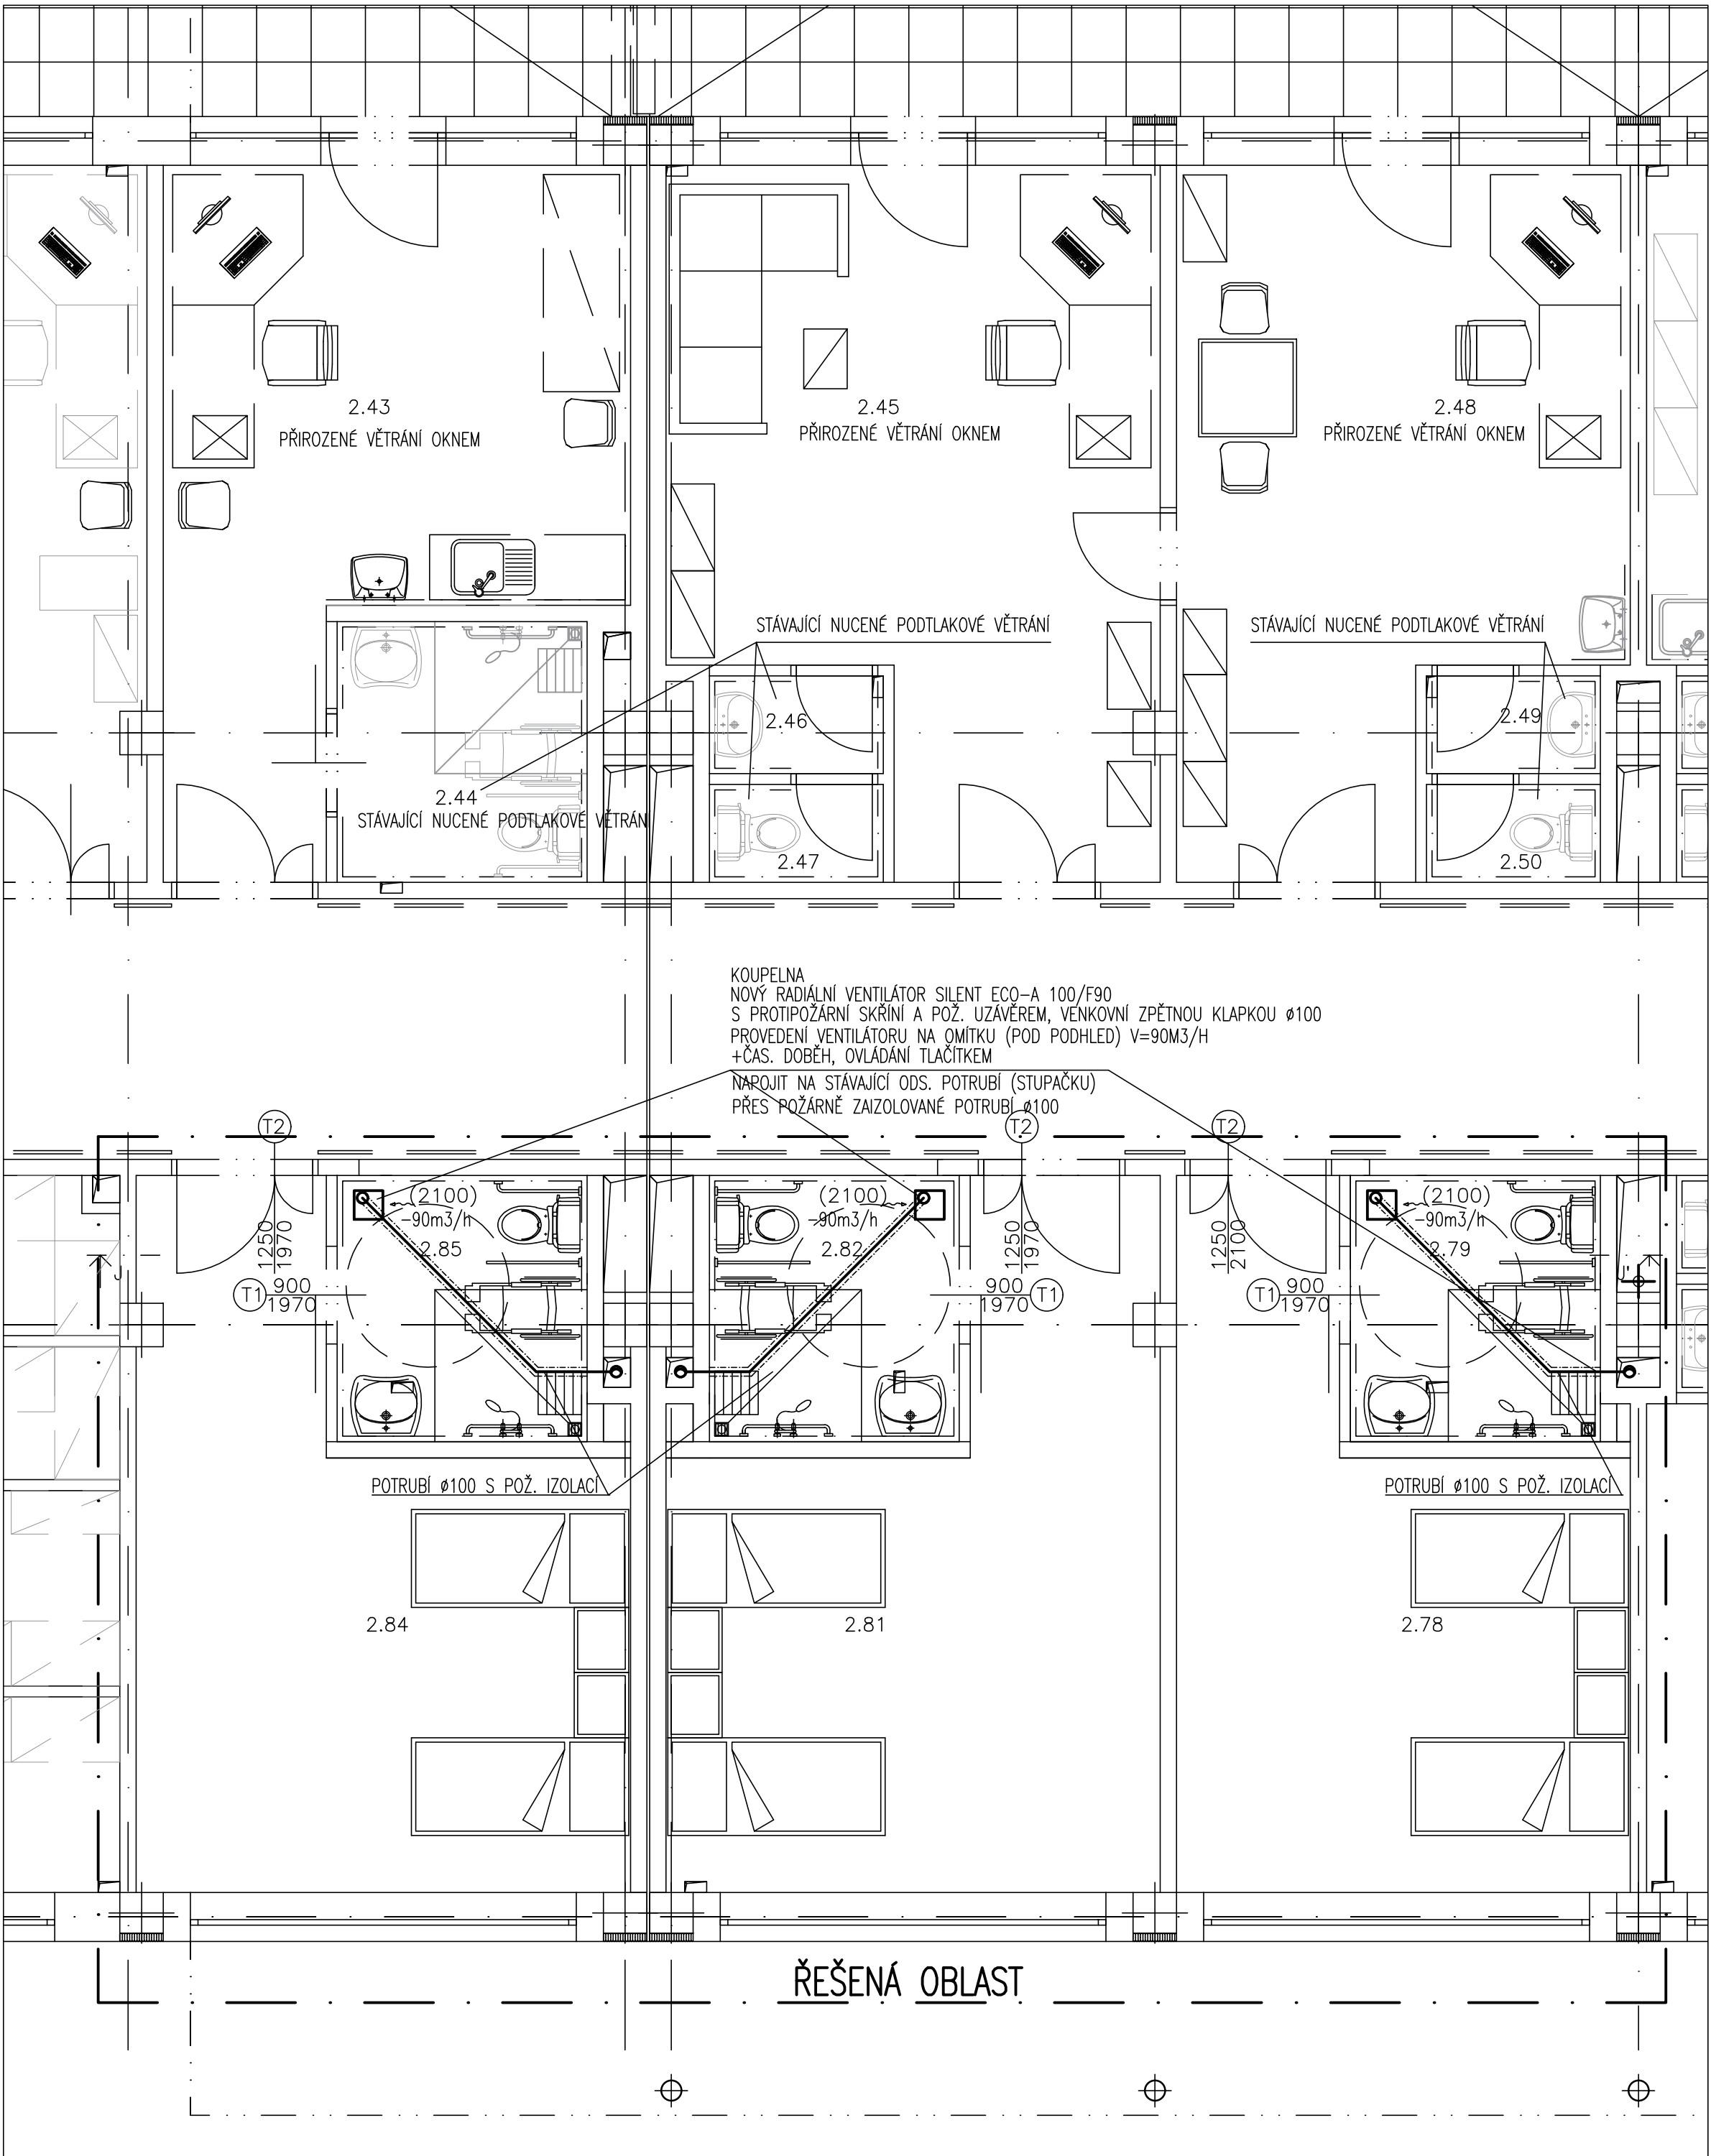 2.43
PŘIROZENÉ VĚTRÁNÍ OKNEM
2.45
PŘIROZENÉ VĚTRÁNÍ OKNEM
2.48
PŘIROZENÉ VĚTRÁNÍ OKNEM
STÁVAJÍCÍ NUCENÉ PODTLAKOVÉ VĚTRÁNÍ
STÁVAJÍCÍ NUCENÉ PODTLAKOVÉ VĚTRÁNÍ
2.46
2.49
2.44
STÁVAJÍCÍ NUCENÉ PODTLAKOVÉ VĚTRÁN
2.47
2.50
KOUPELNA
NOVÝ RADIÁLNÍ VENTILÁTOR SILENT ECO-A 100/F90
S PROTIPOŽÁRNÍ SKŘÍNÍ A POŽ. UZÁVĚREM, VENKOVNÍ ZPĚTNOU KLAPKOU ø100
PROVEDENÍ VENTILÁTORU NA OMÍTKU (POD PODHLED) V=90M3/H
+ČAS. DOBĚH, OVLÁDÁNÍ TLAČÍTKEM
NAPOJIT NA STÁVAJÍCÍ ODS. POTRUBÍ (STUPAČKU)
PŘES POŽÁRNĚ ZAIZOLOVANÉ POTRUBÍ ø100
T2
T2
T2
(2100)
-90m3/h
2.85
(2100)
-90m3/h
2.82
(2100)
-90m3/h
2.79
1250
1970
1250
1970
1250
2100
J
J'
T1
900
1970
900
1970
T1
T1
900
1970
POTRUBÍ ø100 S POŽ. IZOLACÍ
POTRUBÍ ø100 S POŽ. IZOLACÍ
2.84
2.81
2.78
ŘEŠENÁ OBLAST